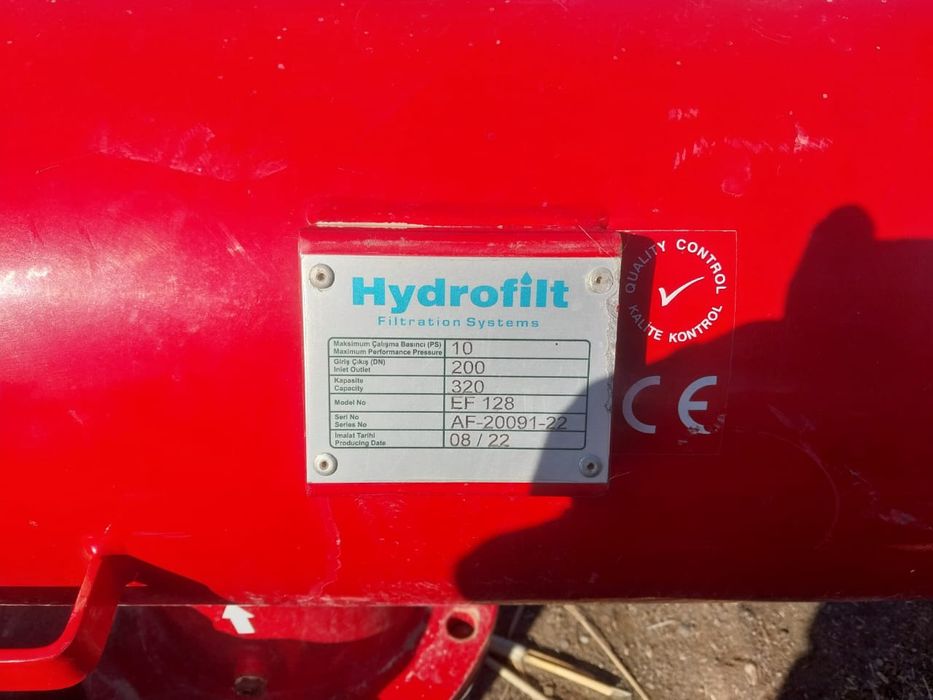 Hydrofilt
Filtration Systems
Maksimum Çalışma Basıncı (PS)
Maximum Performance Pressure
10
Giriş Çıkış (DN)
Inlet Outlet
200
Kapasite
Capacity
320
Model No
EF 128
Seri No
Series No
AF-20091-22
Imalat Tarihi
Producing Date
08 / 22
QUALITY CONTROL
KALİTE KONTROL
CE